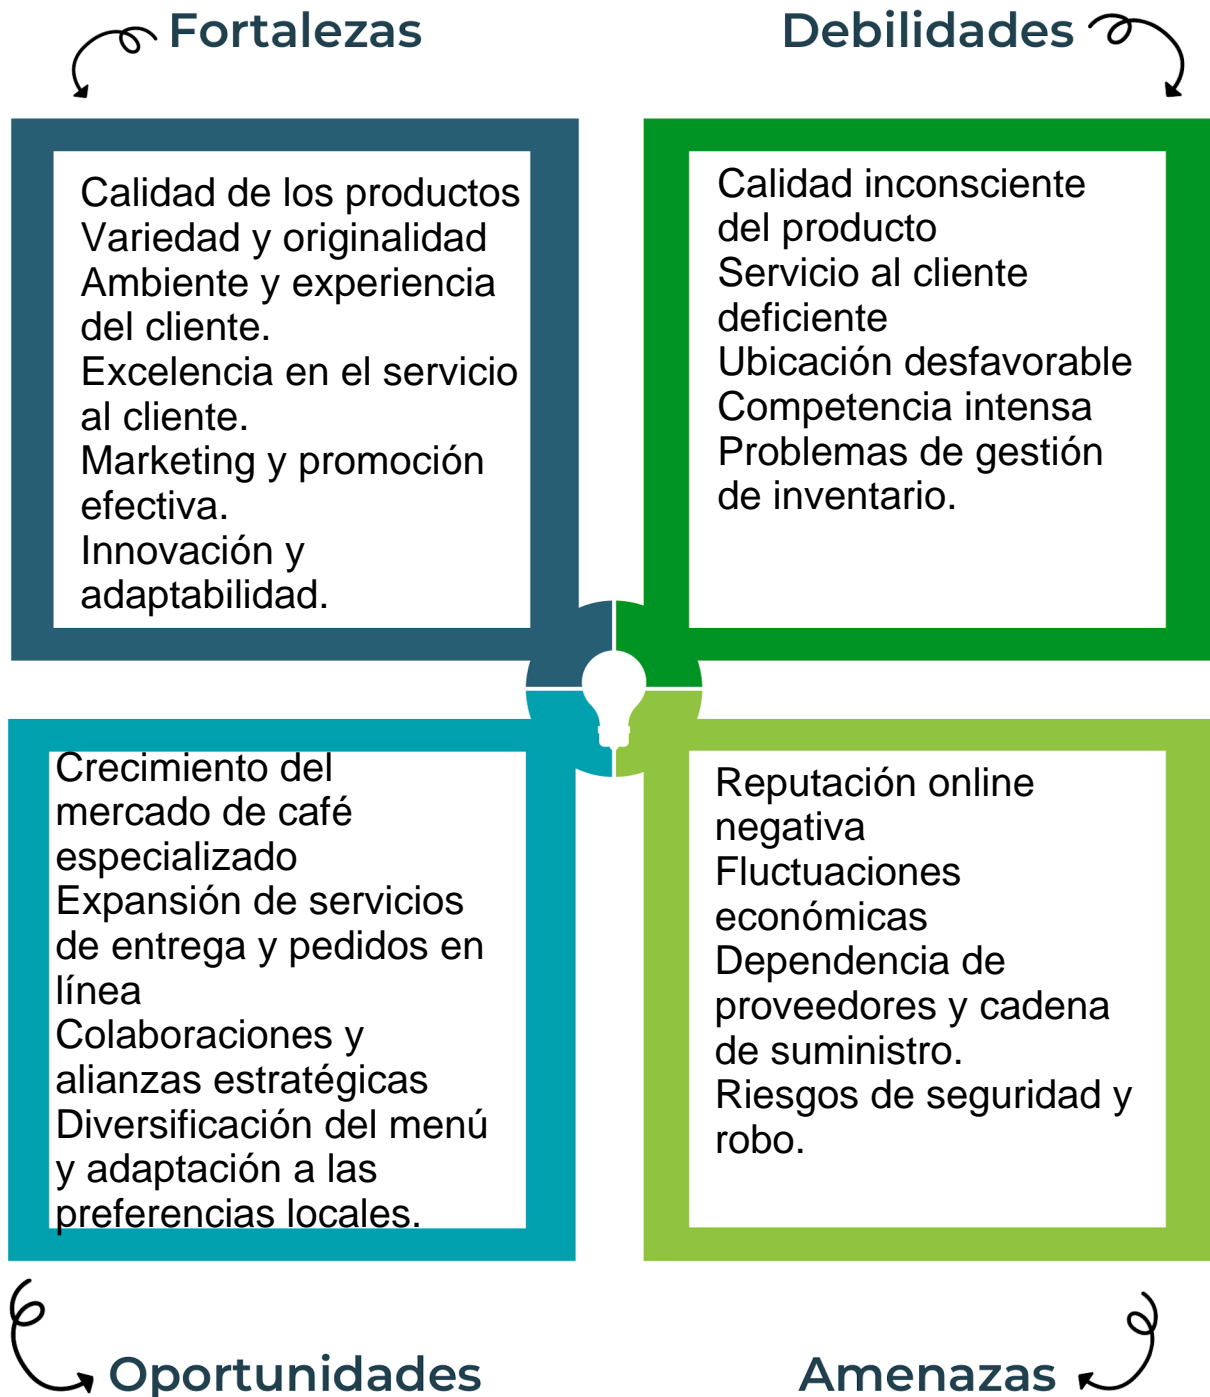 Fortalezas
Calidad de los productos
Variedad y originalidad
Ambiente y experiencia
del cliente.
Excelencia en el servicio
al cliente.
Marketing y promoción
efectiva.
Innovación y
adaptabilidad.
Debilidades
Calidad inconsciente
del producto
Servicio al cliente
deficiente
Ubicación desfavorable
Competencia intensa
Problemas de gestión
de inventario.
Crecimiento del
mercado de café
especializado
Expansión de servicios
de entrega y pedidos en
línea
Colaboraciones y
alianzas estratégicas
Diversificación del menú
y adaptación a las
preferencias locales.
Oportunidades
Reputación online
negativa
Fluctuaciones
económicas
Dependencia de
proveedores y cadena
de suministro.
Riesgos de seguridad y
robo.
Amenazas